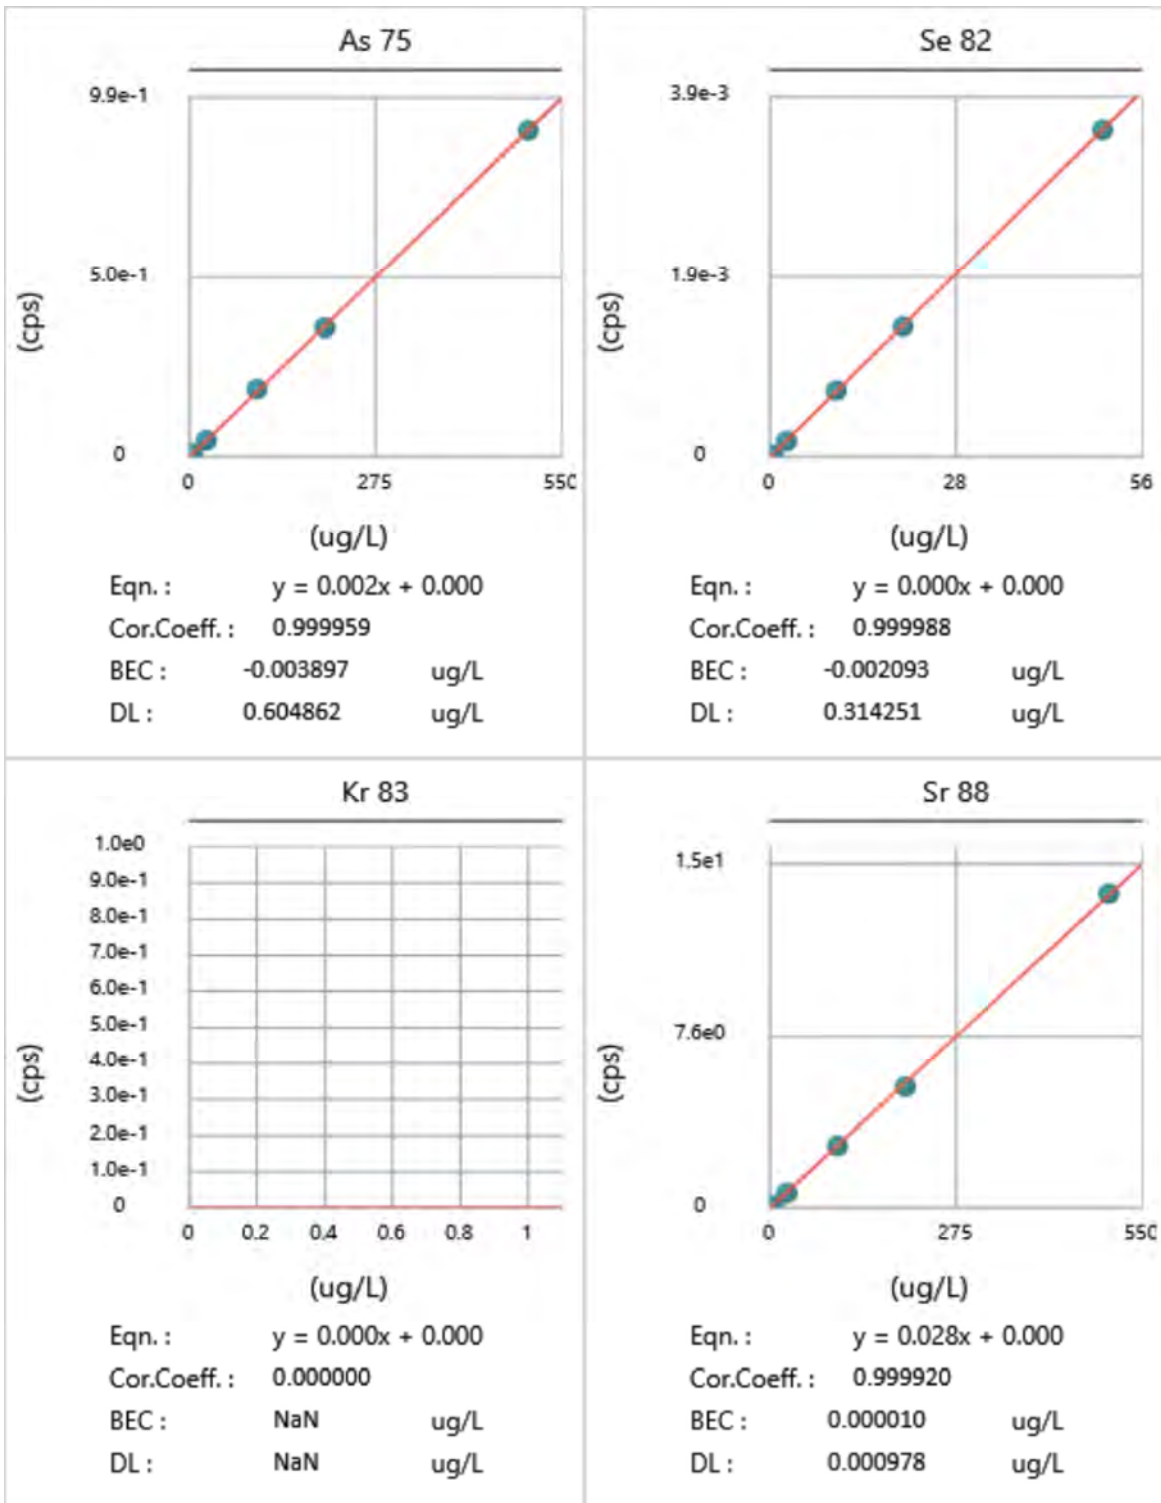 As 75
9.9e-1
5.0e-1
0
(cps)
0 275 550
(ug/L)
Eqn. : y = 0.002x + 0.000
Cor.Coeff. : 0.999959
BEC : -0.003897 ug/L
DL : 0.604862 ug/L
Se 82
3.9e-3
1.9e-3
0
(cps)
0 28 56
(ug/L)
Eqn. : y = 0.000x + 0.000
Cor.Coeff. : 0.999988
BEC : -0.002093 ug/L
DL : 0.314251 ug/L
Kr 83
1.0e0
9.0e-1
8.0e-1
7.0e-1
6.0e-1
5.0e-1
4.0e-1
3.0e-1
2.0e-1
1.0e-1
0
(cps)
0 0.2 0.4 0.6 0.8 1
(ug/L)
Eqn. : y = 0.000x + 0.000
Cor.Coeff. : 0.000000
BEC : NaN ug/L
DL : NaN ug/L
Sr 88
1.5e1
7.6e0
0
(cps)
0 275 550
(ug/L)
Eqn. : y = 0.028x + 0.000
Cor.Coeff. : 0.999920
BEC : 0.000010 ug/L
DL : 0.000978 ug/L